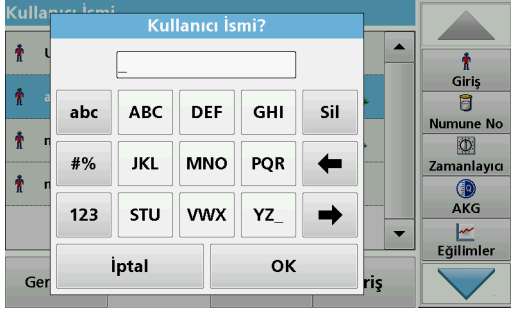 Kullanıcı İsmi
Kullanıcı İsmi?
_
abc ABC DEF GHI Sil
#% JKL MNO PQR
123 STU VWX YZ_
İptal OK
Giriş
Numune No
Zamanlayıcı
AKG
Eğilimler